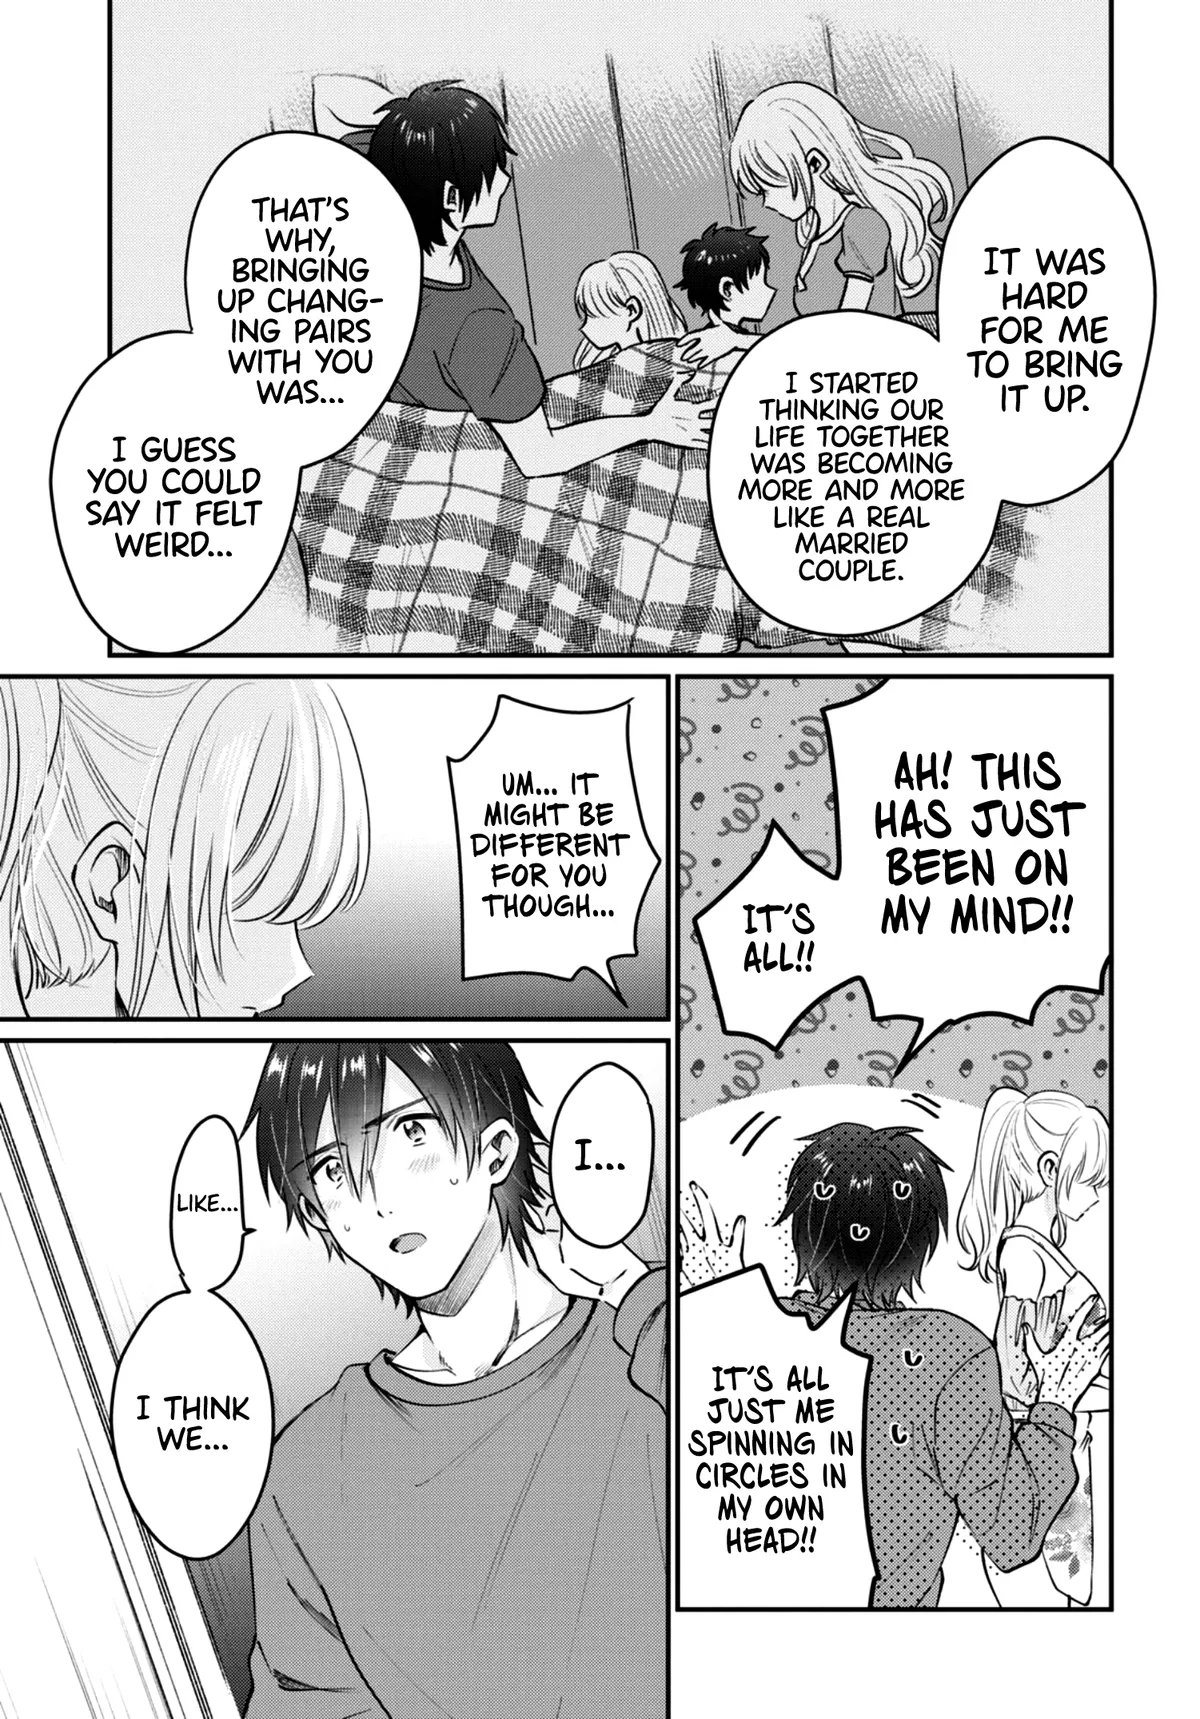 IT WAS
HARD
FOR ME
TO BRING
IT UP.
I STARTED
THINKING OUR
LIFE TOGETHER
WAS BECOMING
MORE AND MORE
LIKE A REAL
MARRIED
COUPLE.
THAT'S
WHY,
BRINGING
UP CHANG-
ING PAIRS
WITH YOU
WAS...
I GUESS
YOU COULD
SAY IT FELT
WEIRD...
AH! THIS
HAS JUST
BEEN ON
MY MIND!!
IT'S
ALL!!
IT'S ALL
JUST ME
SPINNING IN
CIRCLES IN
MY OWN
HEAD!!
UM... IT
MIGHT BE
DIFFERENT
FOR YOU
THOUGH...
I...
LIKE...
I THINK
WE...